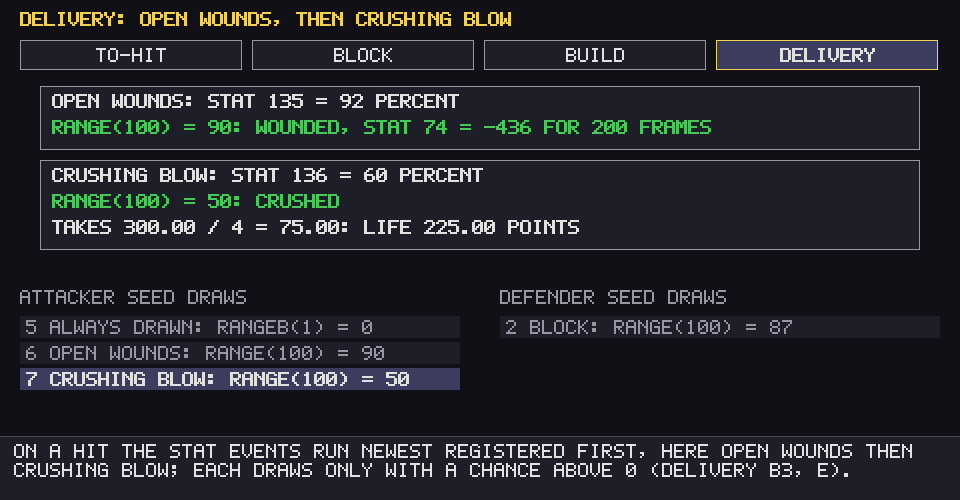 DELIVERY: OPEN WOUNDS, THEN CRUSHING BLOW
TO-HIT BLOCK BUILD DELIVERY
OPEN WOUNDS: STAT 135 = 92 PERCENT
RANGE(100) = 90: WOUNDED, STAT 74 = -436 FOR 200 FRAMES
CRUSHING BLOW: STAT 136 = 60 PERCENT
RANGE(100) = 50: CRUSHED
TAKES 300.00 / 4 = 75.00: LIFE 225.00 POINTS
ATTACKER SEED DRAWS
5 ALWAYS DRAWN: RANGEB(1) = 0
6 OPEN WOUNDS: RANGE(100) = 90
7 CRUSHING BLOW: RANGE(100) = 50
DEFENDER SEED DRAWS
2 BLOCK: RANGE(100) = 87
ON A HIT THE STAT EVENTS RUN NEWEST REGISTERED FIRST, HERE OPEN WOUNDS THEN
CRUSHING BLOW; EACH DRAWS ONLY WITH A CHANCE ABOVE 0 (DELIVERY B3, E).